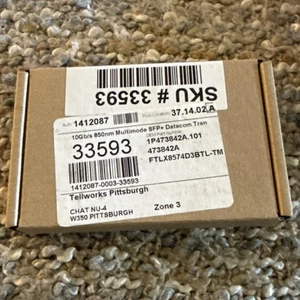 SKU # 33593
1412087
37.14.02.A
10Gb/s 850nm Multimode SFP+ Datacom Tran
33593
1P473842A.101
473842A
FTLX8574D3BTL-TM
1412087-0003-33593
Tellworks Pittsburgh
CHAT NU-4
W350 PITTSBURGH
Zone 3